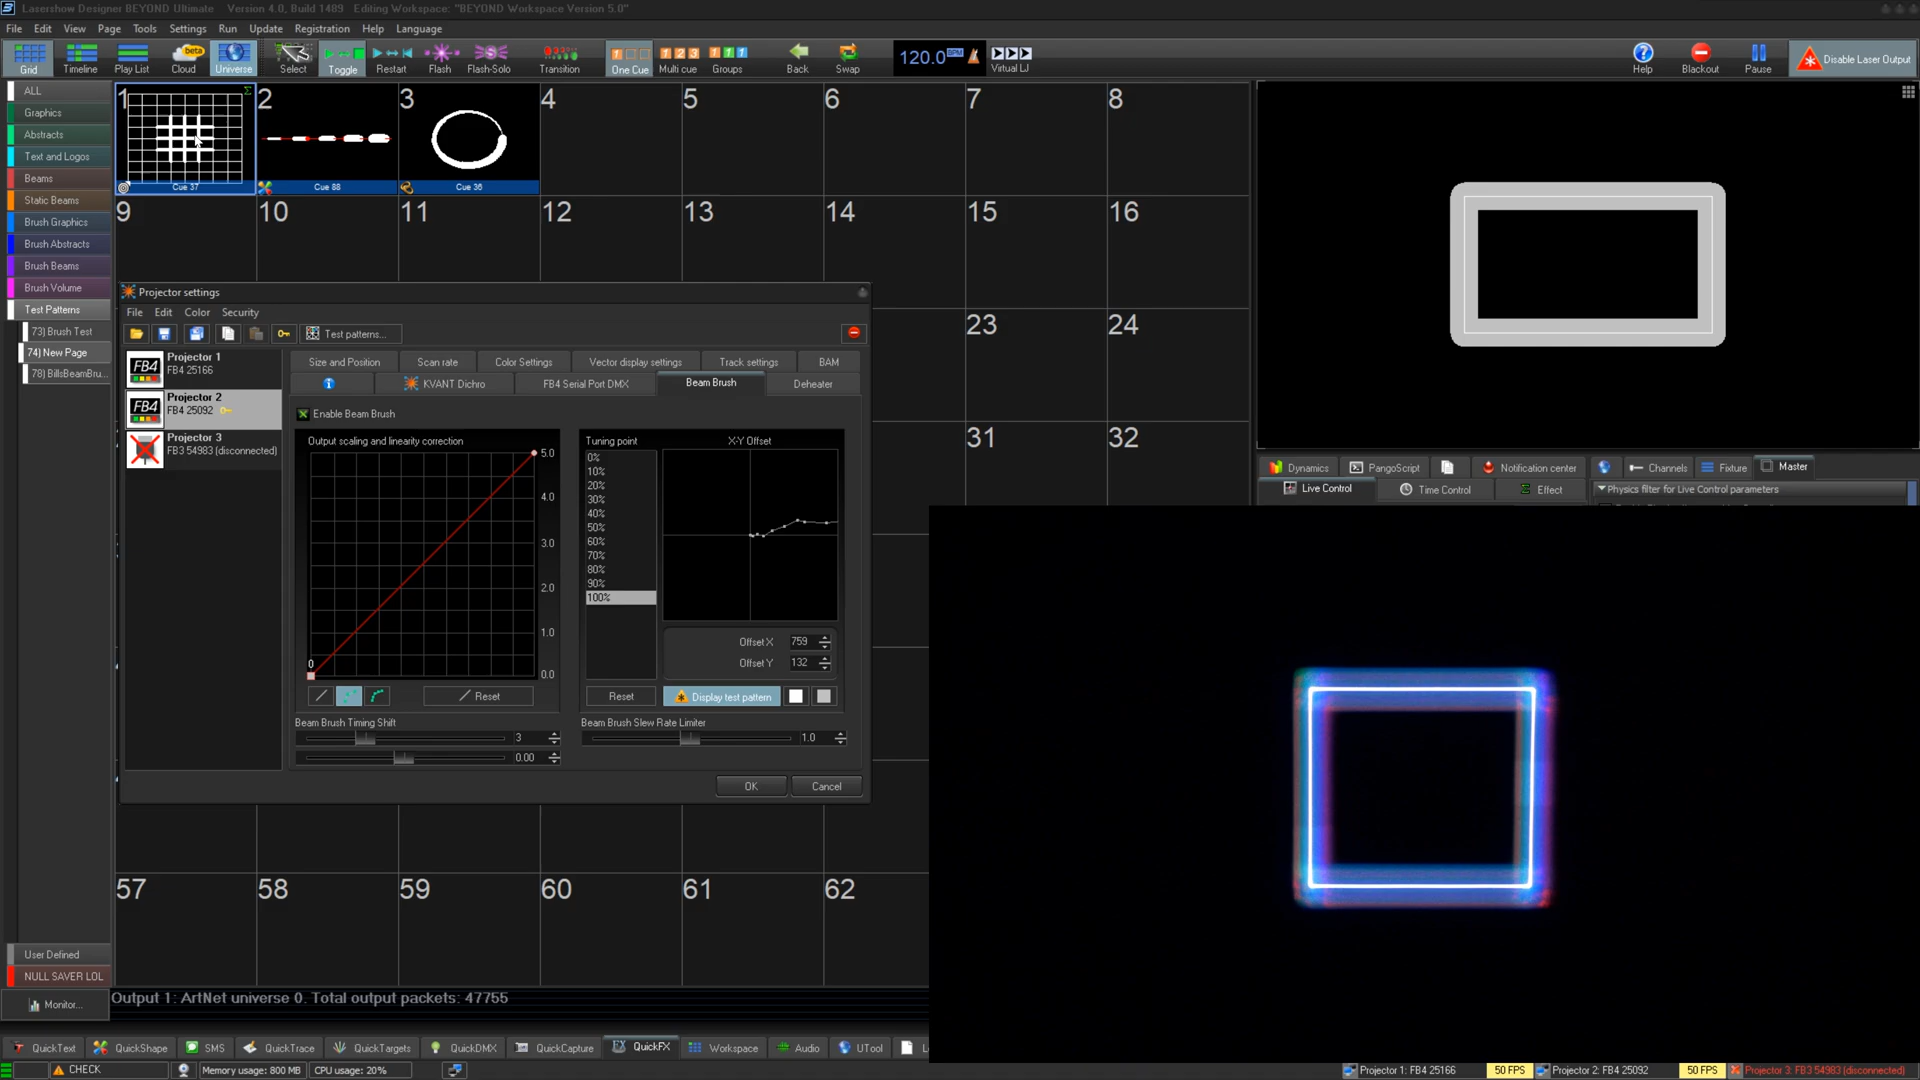 Lasershow Designer BEYOND Ultimate Version 4.0, Build 1489 Editing Workspace: "BEYOND Workspace Version 5.0"
File Edit View Page Tools Settings Run Update Registration Help Language
Grid Timeline Play List Cloud beta Universe Select Toggle Restart Flash Flash-Solo Transition One Cue Multi cue Groups Back Swap 120.0 BPM Virtual LJ Help Blackout Pause Disable Laser Output
ALL
Graphics
Abstracts
Text and Logos
Beams
Static Beams
Brush Graphics
Brush Abstracts
Brush Beams
Brush Volume
Test Patterns
73) Brush Test
74) New Page
78) BillsBeamBru...
User Defined
NULL SAVER LOL
Monitor...
1 2 3 4 5 6 7 8
Cue 37 Cue 88 Cue 36
9 10 11 12 13 14 15 16
23 24
31 32
57 58 59 60 61 62
Projector settings
File Edit Color Security
Test patterns...
Projector 1
FB4 25166
Projector 2
FB4 25092
Projector 3
FB3 54983 (disconnected)
Size and Position Scan rate Color Settings Vector display settings Track settings BAM
KVANT Dichro FB4 Serial Port DMX Beam Brush Deheater
Enable Beam Brush
Output scaling and linearity correction
5.0
4.0
3.0
2.0
1.0
0.0
0
Reset
Tuning point X-Y Offset
0%
10%
20%
30%
40%
50%
60%
70%
80%
90%
100%
Offset X 759
Offset Y 132
Reset Display test pattern
Beam Brush Timing Shift
3
0.00
Beam Brush Slew Rate Limiter
1.0
OK Cancel
Dynamics PangoScript Notification center Channels Fixture Master
Live Control Time Control Effect
Physics filter for Live Control parameters
Output 1: ArtNet universe 0. Total output packets: 47755
QuickText QuickShape SMS QuickTrace QuickTargets QuickDMX QuickCapture QuickFX Workspace Audio UTool
CHECK Memory usage: 800 MB CPU usage: 20%
Projector 1: FB4 25166 50 FPS Projector 2: FB4 25092 50 FPS Projector 3: FB3 54983 (disconnected)